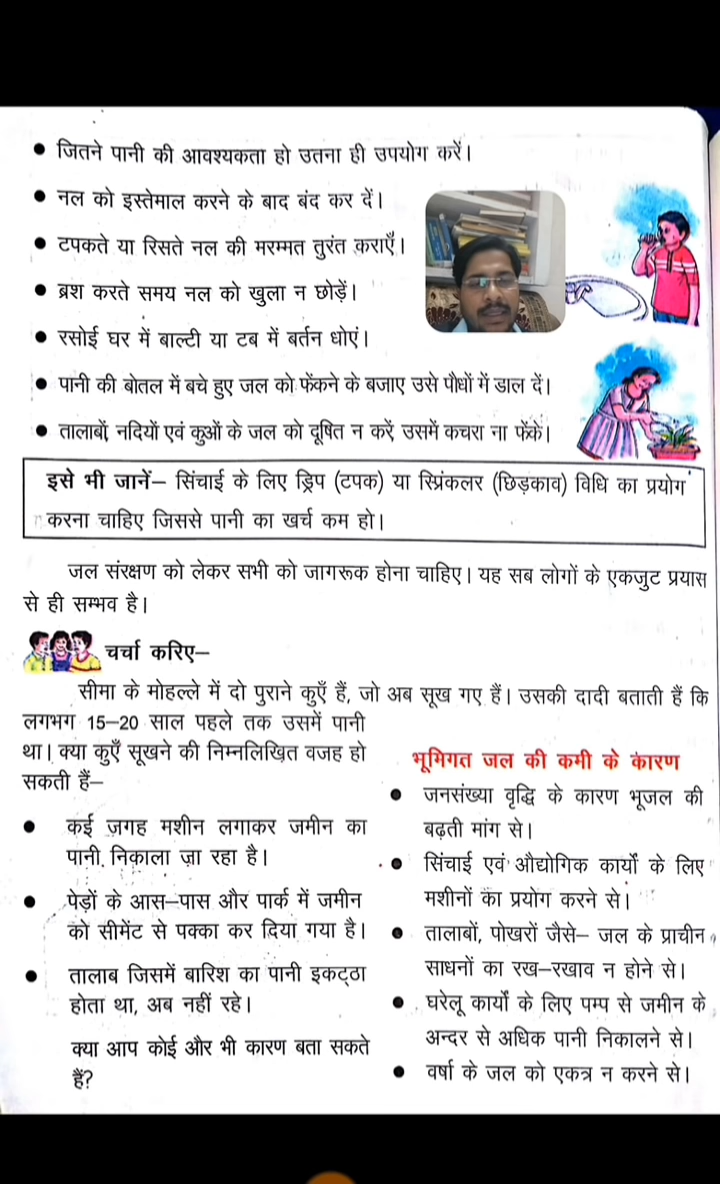 • जितने पानी की आवश्यकता हो उतना ही उपयोग करें।
• नल को इस्तेमाल करने के बाद बंद कर दें।
• टपकते या रिसते नल की मरम्मत तुरंत कराएँ।
• ब्रश करते समय नल को खुला न छोड़ें।
• रसोई घर में बाल्टी या टब में बर्तन धोएं।
• पानी की बोतल में बचे हुए जल को फेंकने के बजाए उसे पौधों में डाल दें।
• तालाबों, नदियों एवं कुओं के जल को दूषित न करें उसमें कचरा ना फेंकें।
इसे भी जानें– सिंचाई के लिए ड्रिप (टपक) या स्प्रिंकलर (छिड़काव) विधि का प्रयोग
करना चाहिए जिससे पानी का खर्च कम हो।
जल संरक्षण को लेकर सभी को जागरूक होना चाहिए। यह सब लोगों के एकजुट प्रयास
से ही सम्भव है।
चर्चा करिए–
सीमा के मोहल्ले में दो पुराने कुएँ हैं, जो अब सूख गए हैं। उसकी दादी बताती हैं कि
लगभग 15–20 साल पहले तक उसमें पानी
था। क्या कुएँ सूखने की निम्नलिखित वजह हो
सकती हैं–
• कई ज़गह मशीन लगाकर जमीन का
पानी निकाला जा रहा है।
• पेड़ों के आस–पास और पार्क में जमीन
को सीमेंट से पक्का कर दिया गया है।
• तालाब जिसमें बारिश का पानी इकट्ठा
होता था, अब नहीं रहे।
क्या आप कोई और भी कारण बता सकते
हैं?
भूमिगत जल की कमी के कारण
• जनसंख्या वृद्धि के कारण भूजल की
बढ़ती मांग से।
• सिंचाई एवं औद्योगिक कार्यों के लिए
मशीनों का प्रयोग करने से।
• तालाबों, पोखरों जैसे– जल के प्राचीन
साधनों का रख–रखाव न होने से।
• घरेलू कार्यों के लिए पम्प से जमीन के
अन्दर से अधिक पानी निकालने से।
• वर्षा के जल को एकत्र न करने से।